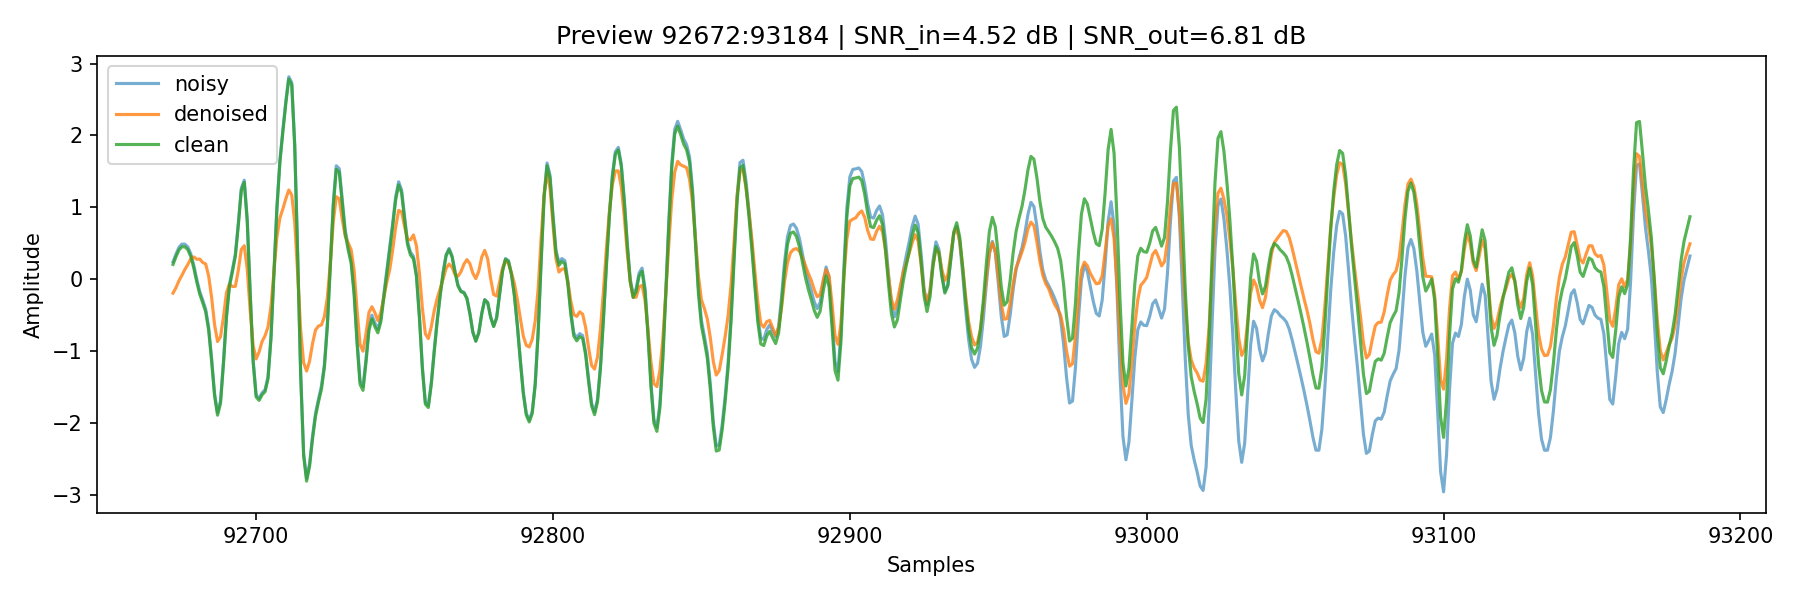 Preview 92672:93184 | SNR_in=4.52 dB | SNR_out=6.81 dB
noisy
denoised
clean
Amplitude
3
2
1
0
−1
−2
−3
92700
92800
92900
93000
93100
93200
Samples